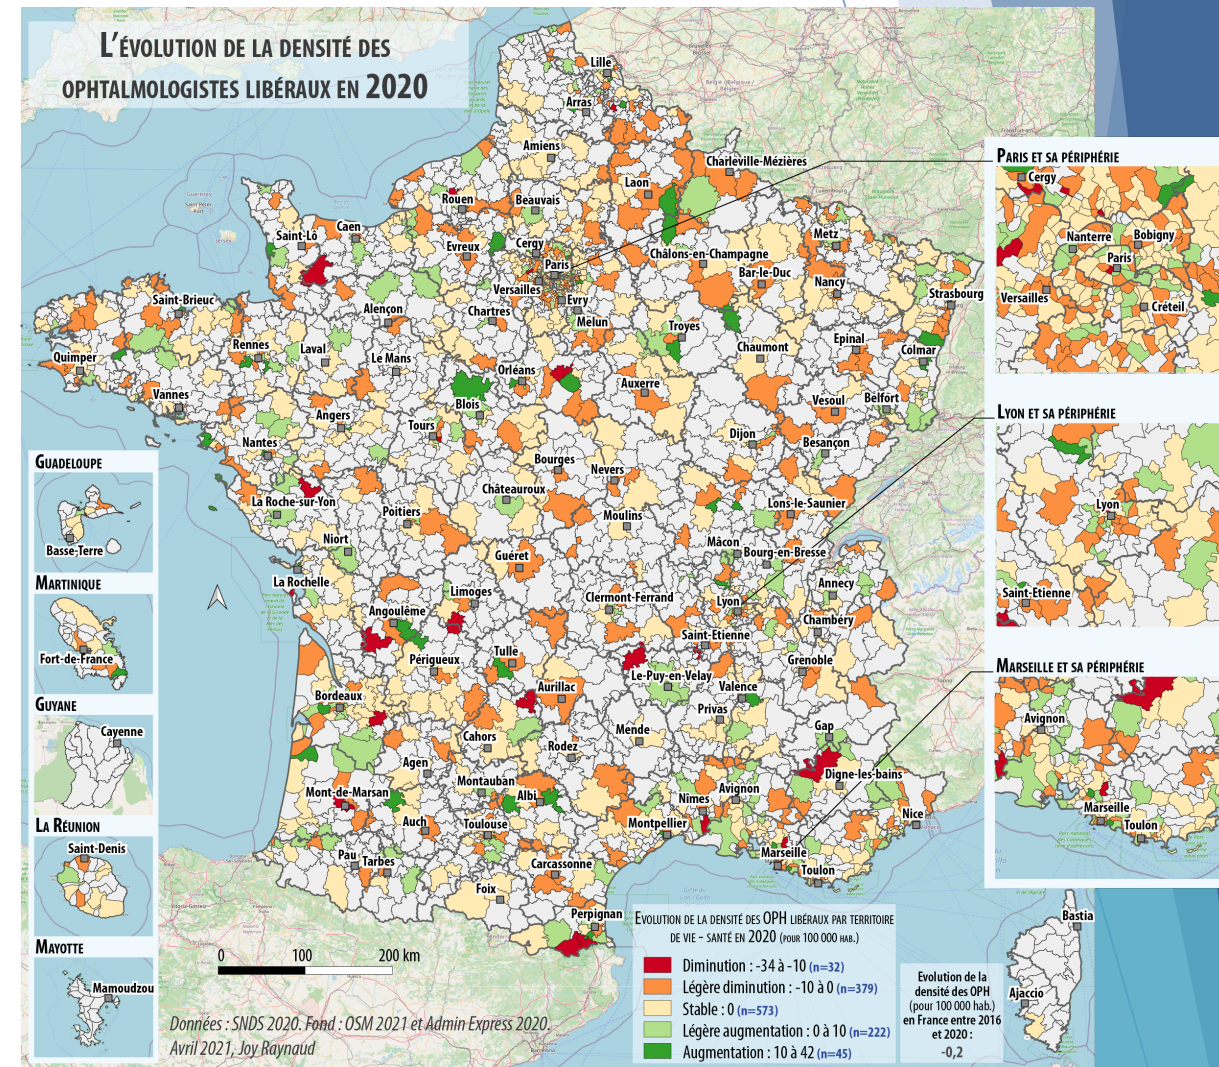 L'ÉVOLUTION DE LA DENSITÉ DES
OPHTALMOLOGISTES LIBÉRAUX EN 2020
Lille
Arras
Amiens
Charleville-Mézières
Laon
Rouen
Beauvais
Saint-Lô
Caen
Evreux
Cergy
Metz
Châlons-en-Champagne
Paris
Bar-le-Duc
Nancy
Versailles
Strasbourg
Evry
Saint-Brieuc
Alençon
Chartres
Melun
Troyes
Rennes
Laval
Chaumont
Epinal
Colmar
Quimper
Le Mans
Orléans
Auxerre
Vannes
Blois
Vesoul
Belfort
Angers
Tours
Dijon
Besançon
Nantes
Bourges
Nevers
Châteauroux
La Roche-sur-Yon
Lons-le-Saunier
Poitiers
Moulins
Niort
Mâcon
Guéret
Bourg-en-Bresse
La Rochelle
Annecy
Limoges
Clermont-Ferrand
Lyon
Angoulême
Chambéry
Saint-Etienne
Périgueux
Tulle
Grenoble
Le-Puy-en-Velay
Aurillac
Valence
Bordeaux
Privas
Mende
Gap
Cahors
Rodez
Agen
Digne-les-bains
Montauban
Mont-de-Marsan
Albi
Avignon
Nîmes
Nice
Auch
Toulouse
Montpellier
Marseille
Pau
Tarbes
Carcassonne
Toulon
Foix
Perpignan
Bastia
Ajaccio
GUADELOUPE
Basse-Terre
MARTINIQUE
Fort-de-France
GUYANE
Cayenne
LA RÉUNION
Saint-Denis
MAYOTTE
Mamoudzou
PARIS ET SA PÉRIPHÉRIE
Cergy
Nanterre
Bobigny
Paris
Versailles
Créteil
LYON ET SA PÉRIPHÉRIE
Lyon
Saint-Etienne
MARSEILLE ET SA PÉRIPHÉRIE
Avignon
Marseille
Toulon
0 100 200 km
Données : SNDS 2020. Fond : OSM 2021 et Admin Express 2020.
Avril 2021, Joy Raynaud
EVOLUTION DE LA DENSITÉ DES OPH LIBÉRAUX PAR TERRITOIRE
DE VIE - SANTÉ EN 2020 (POUR 100 000 HAB.)
Diminution : -34 à -10 (n=32)
Légère diminution : -10 à 0 (n=379)
Stable : 0 (n=573)
Légère augmentation : 0 à 10 (n=222)
Augmentation : 10 à 42 (n=45)
Evolution de la
densité des OPH
(pour 100 000 hab.)
en France entre 2016
et 2020 :
-0,2